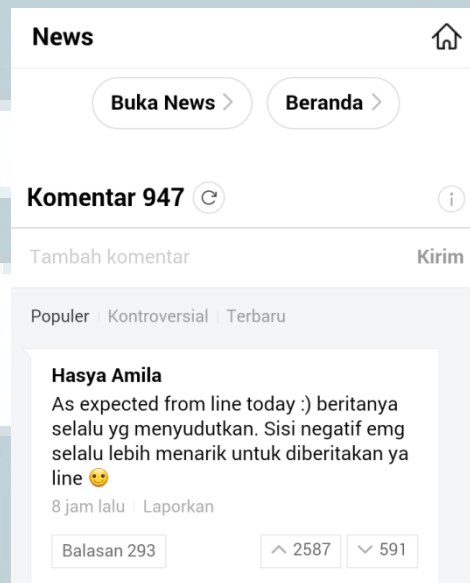 News
Buka News
Beranda
Komentar 947
Tambah komentar
Kirim
Populer Kontroversial Terbaru
Hasya Amila
As expected from line today :) beritanya
selalu yg menyudutkan. Sisi negatif emg
selalu lebih menarik untuk diberitakan ya
line 🙂
8 jam lalu Laporkan
Balasan 293
2587
591